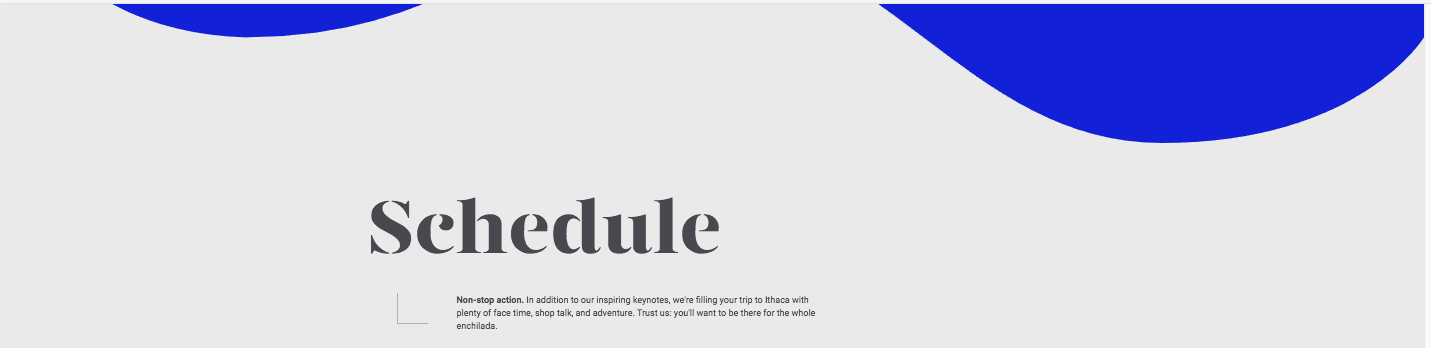 Schedule
Non-stop action. In addition to our inspiring keynotes, we're filling your trip to Ithaca with
plenty of face time, shop talk, and adventure. Trust us: you'll want to be there for the whole
enchilada.